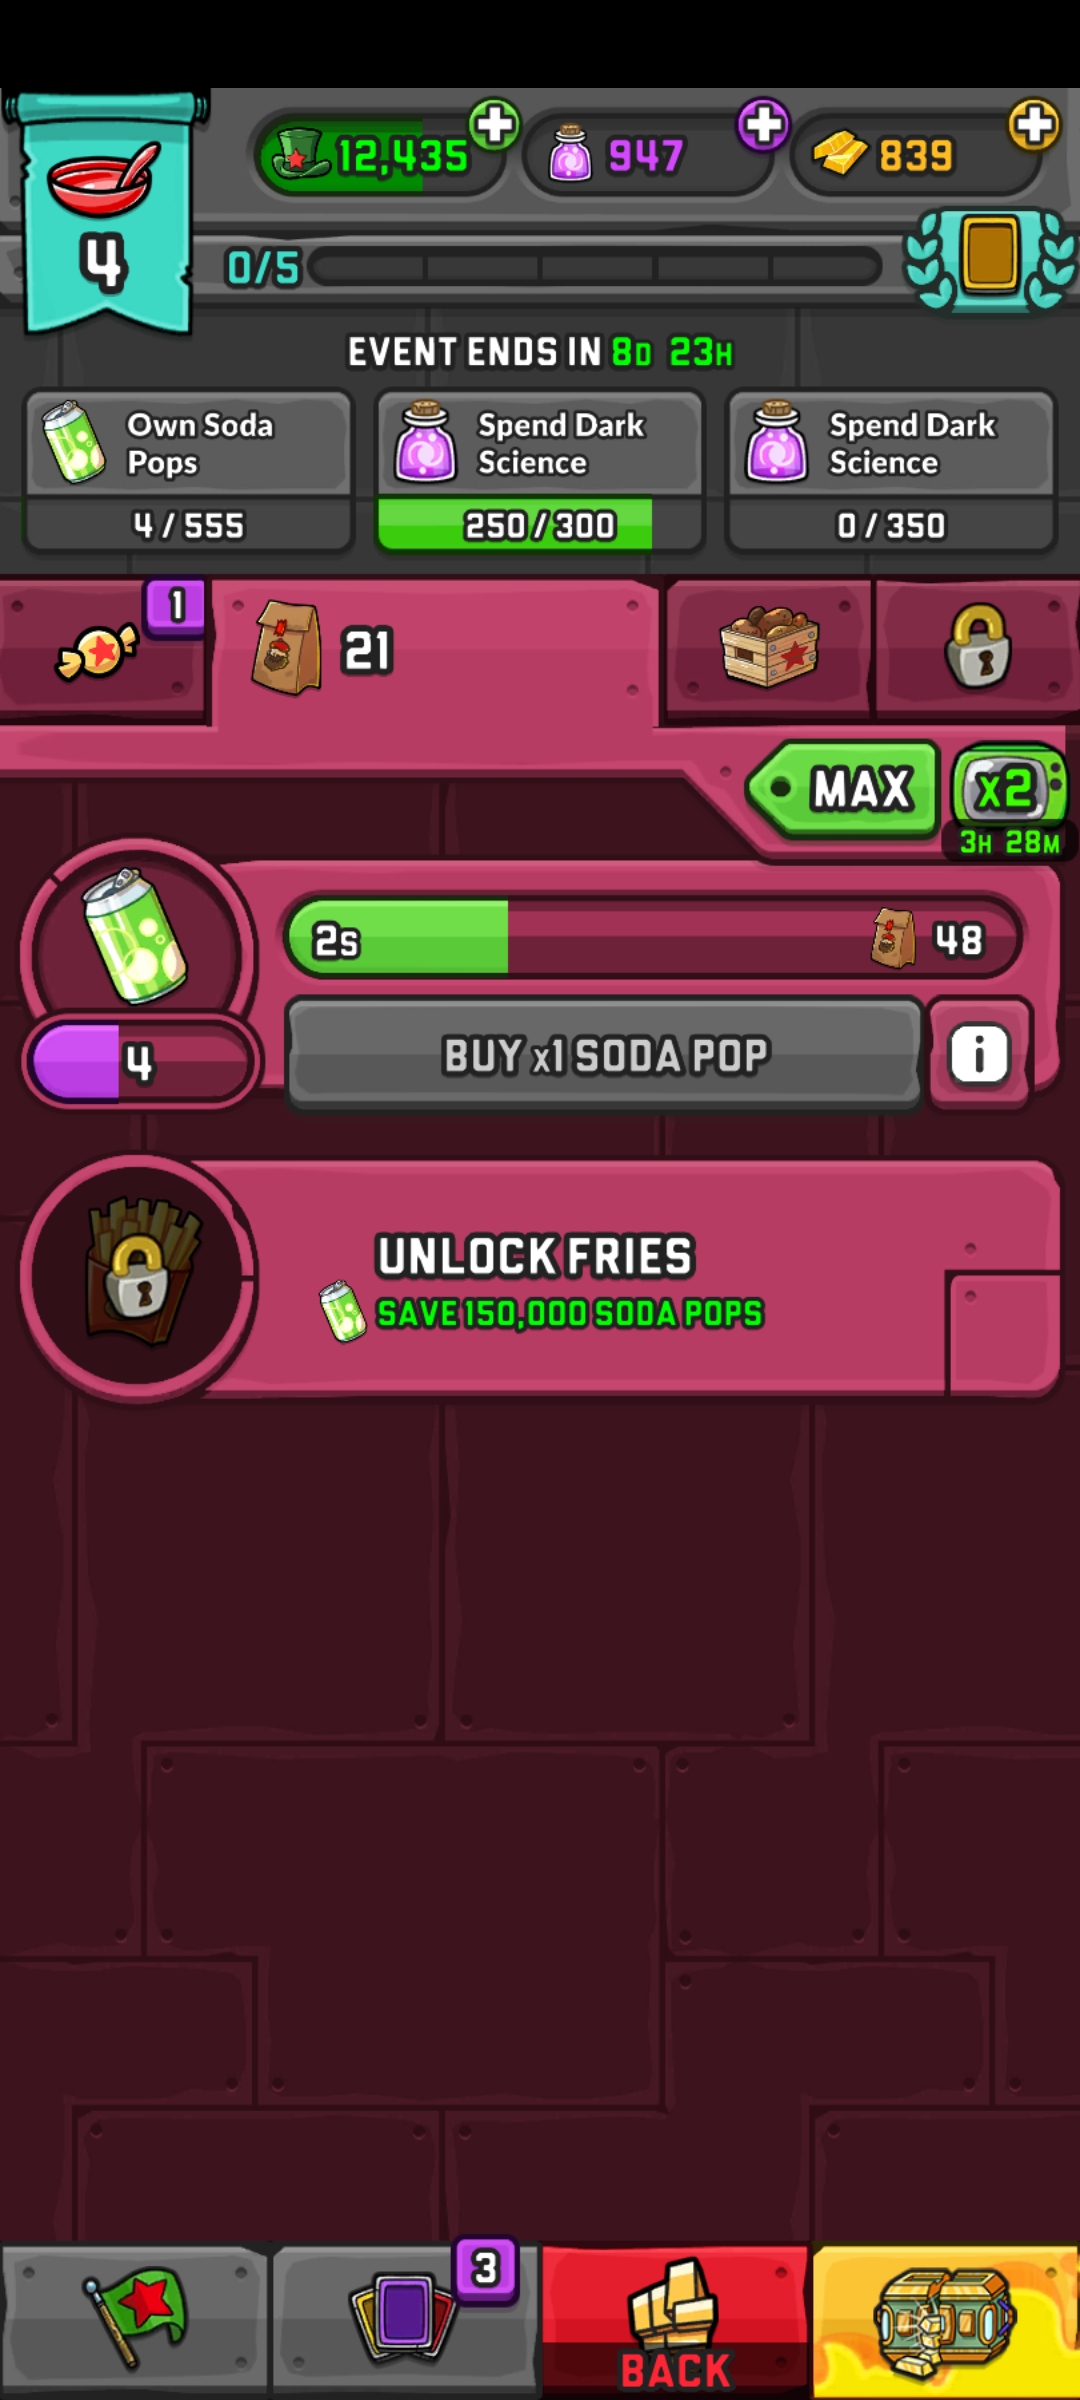 12,435
947
839
4
0/5
EVENT ENDS IN 8D 23H
Own Soda
Pops
4 / 555
Spend Dark
Science
250 / 300
Spend Dark
Science
0 / 350
1
21
MAX
x2
3H 28M
2s
48
4
BUY x1 SODA POP
i
UNLOCK FRIES
SAVE 150,000 SODA POPS
3
BACK